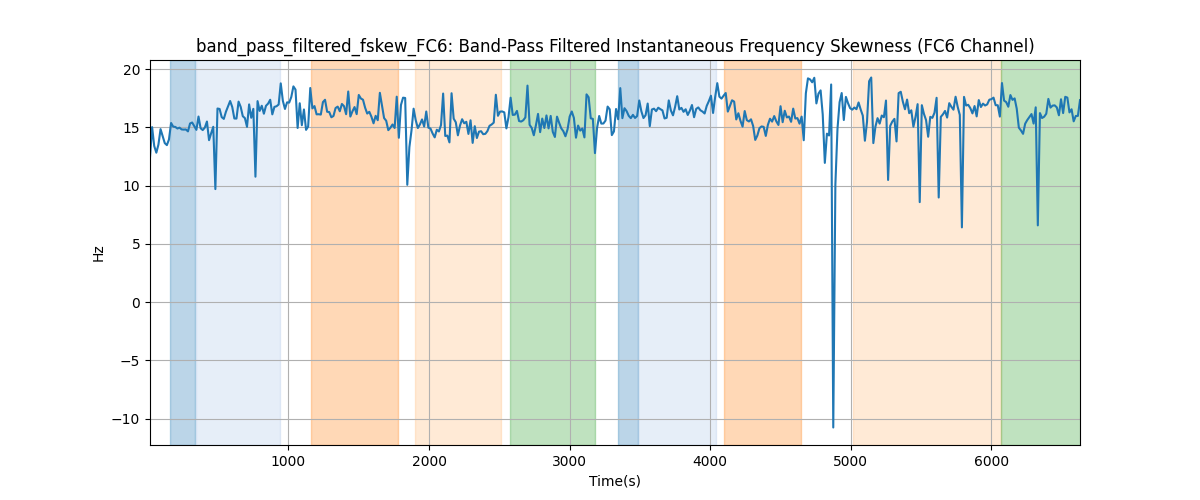 band_pass_filtered_fskew_FC6: Band-Pass Filtered Instantaneous Frequency Skewness (FC6 Channel)
20
15
10
5
0
−5
−10
Hz
1000 2000 3000 4000 5000 6000
Time(s)